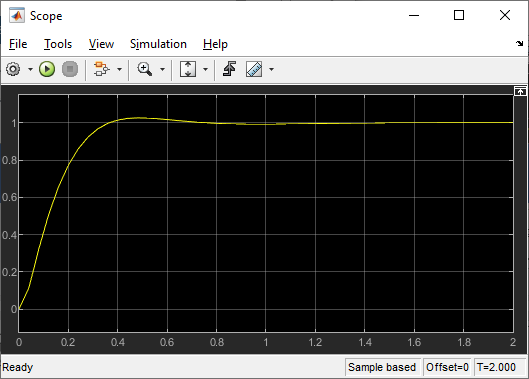 Scope
File Tools View Simulation Help
1
0.8
0.6
0.4
0.2
0
0 0.2 0.4 0.6 0.8 1 1.2 1.4 1.6 1.8 2
Ready Sample based Offset=0 T=2.000